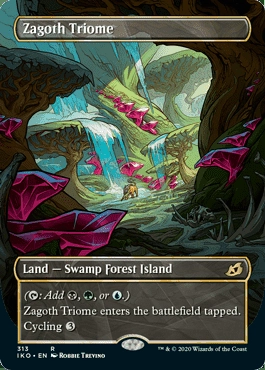 Zagoth Triome
Land — Swamp Forest Island
(T: Add B, G, or U.)
Zagoth Triome enters the battlefield tapped.
Cycling 3
313 R
IKO • EN Robbie Trevino
™ & © 2020 Wizards of the Coast